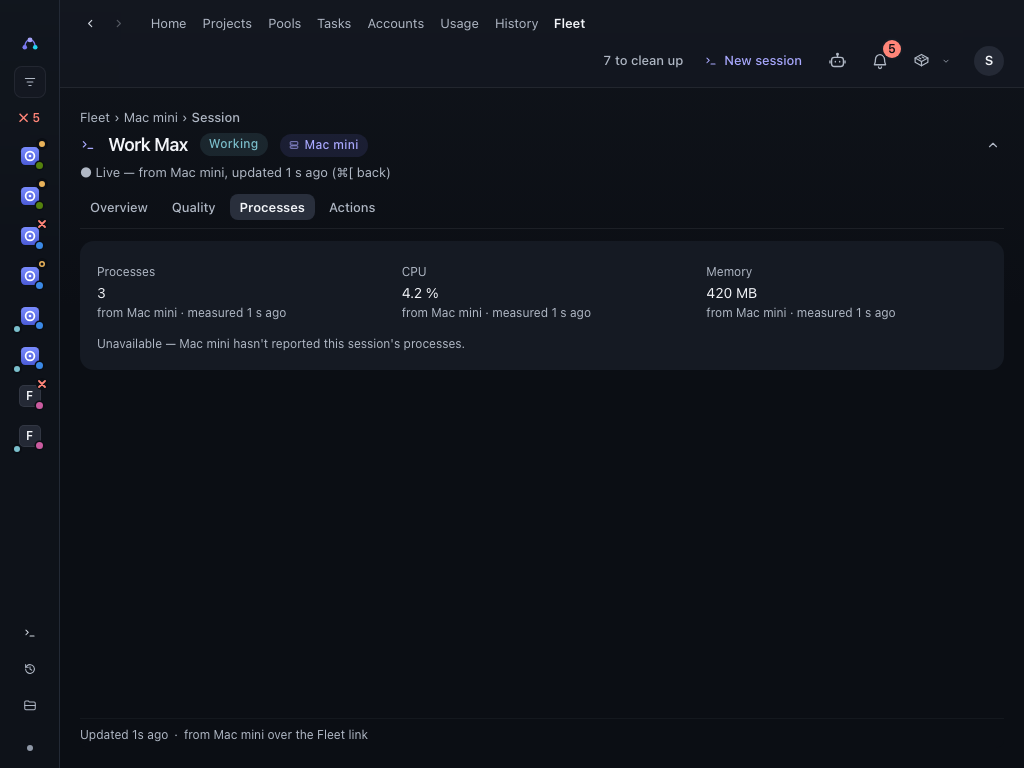 Home Projects Pools Tasks Accounts Usage History Fleet
7 to clean up New session 5 S
5
Fleet › Mac mini › Session
Work Max Working Mac mini
Live — from Mac mini, updated 1 s ago (⌘[ back)
Overview Quality Processes Actions
Processes CPU Memory
3 4.2 % 420 MB
from Mac mini · measured 1 s ago from Mac mini · measured 1 s ago from Mac mini · measured 1 s ago
Unavailable — Mac mini hasn't reported this session's processes.
F
F
Updated 1s ago · from Mac mini over the Fleet link